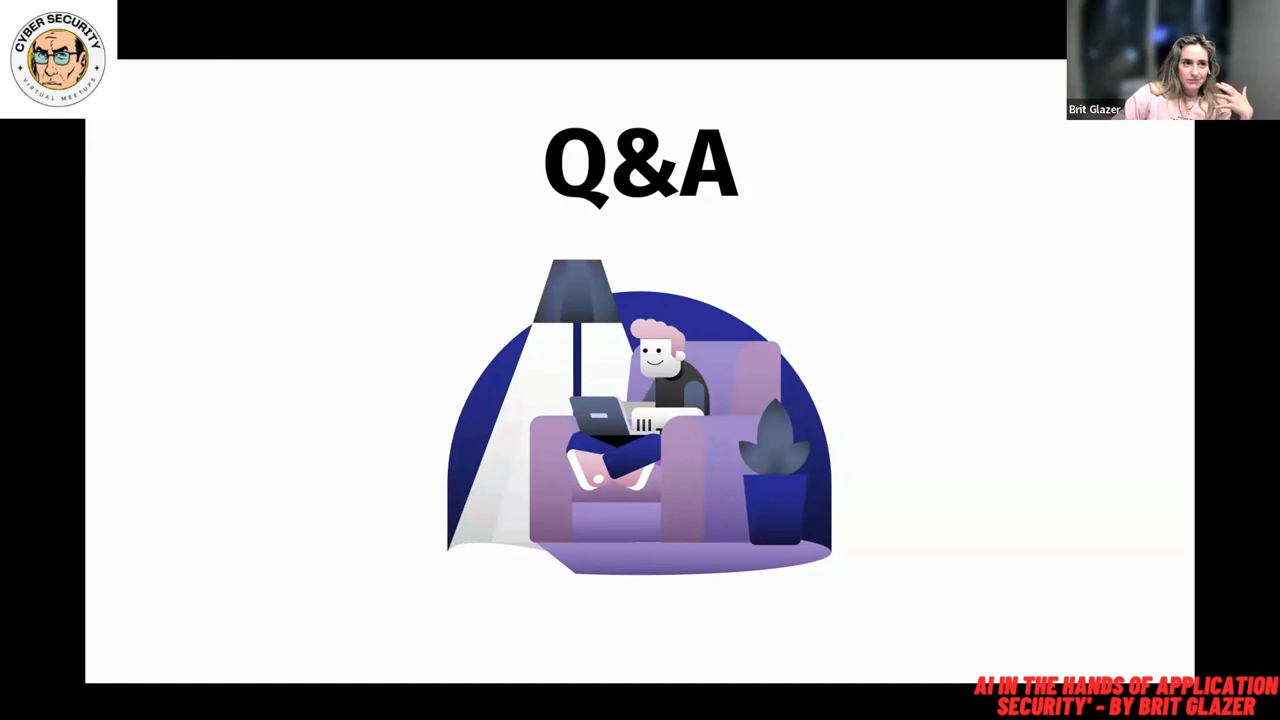 CYBER SECURITY
VIRTUAL MEETUPS
Brit Glazer
Q&A
AI IN THE HANDS OF APPLICATION
SECURITY' - BY BRIT GLAZER